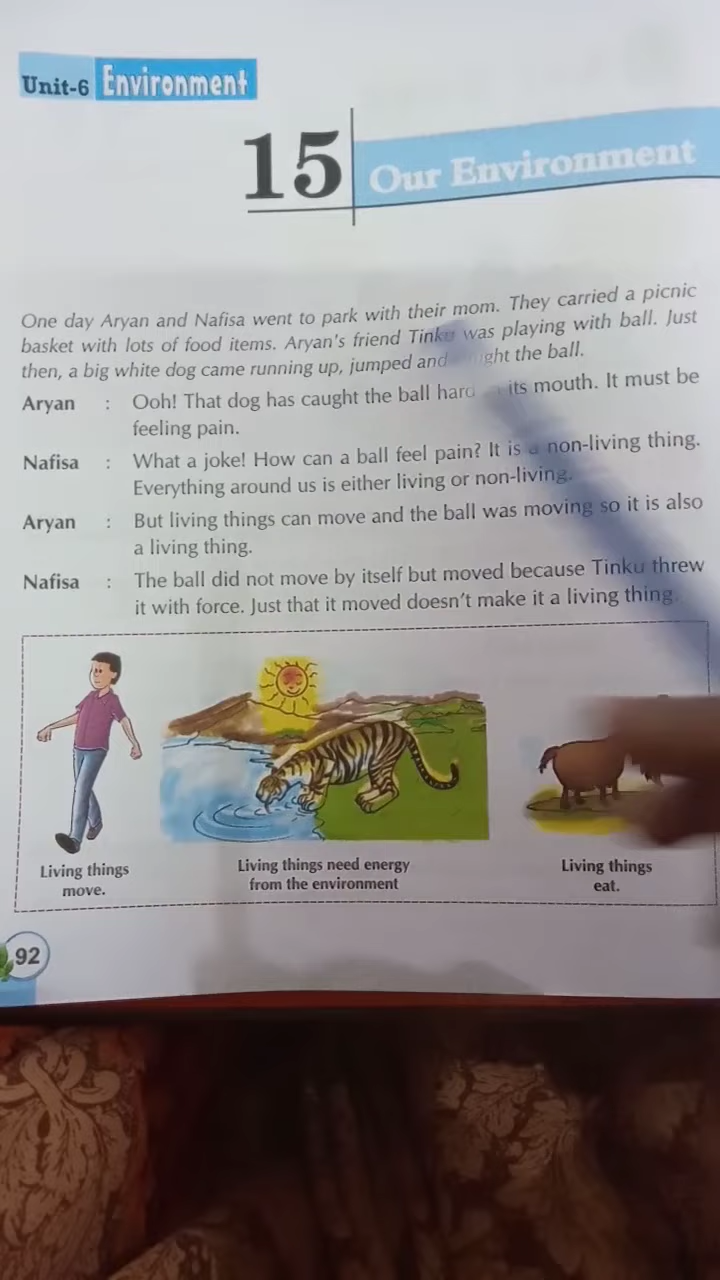 Unit-6 Environment
15 Our Environment
One day Aryan and Nafisa went to park with their mom. They carried a picnic
basket with lots of food items. Aryan's friend Tinku was playing with ball. Just
then, a big white dog came running up, jumped and the ball.
Aryan : Ooh! That dog has caught the ball hard its mouth. It must be
feeling pain.
Nafisa : What a joke! How can a ball feel pain? It is a non-living thing.
Everything around us is either living or non-living.
Aryan : But living things can move and the ball was moving so it is also
a living thing.
Nafisa : The ball did not move by itself but moved because Tinku threw
it with force. Just that it moved doesn't make it a living thing.
Living things
move.
Living things need energy
from the environment
Living things
eat.
92